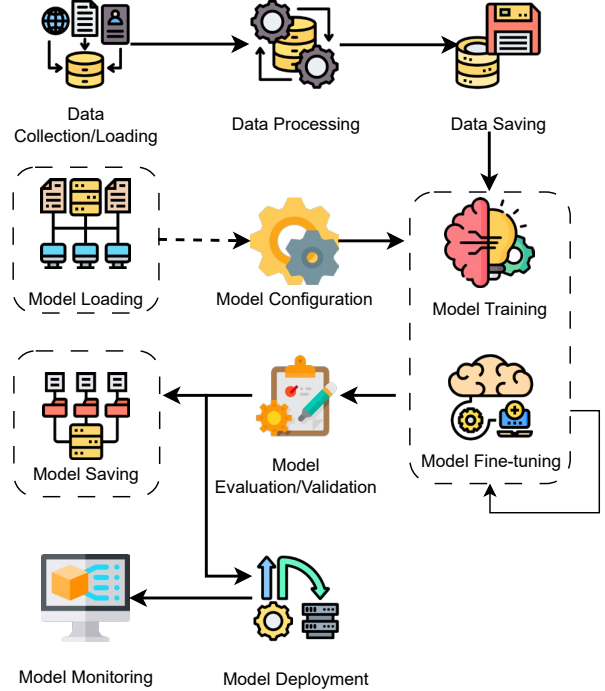 Data
Collection/Loading
Data Processing
Data Saving
Model Loading
Model Configuration
Model Training
Model Saving
Model
Evaluation/Validation
Model Fine-tuning
Model Monitoring
Model Deployment